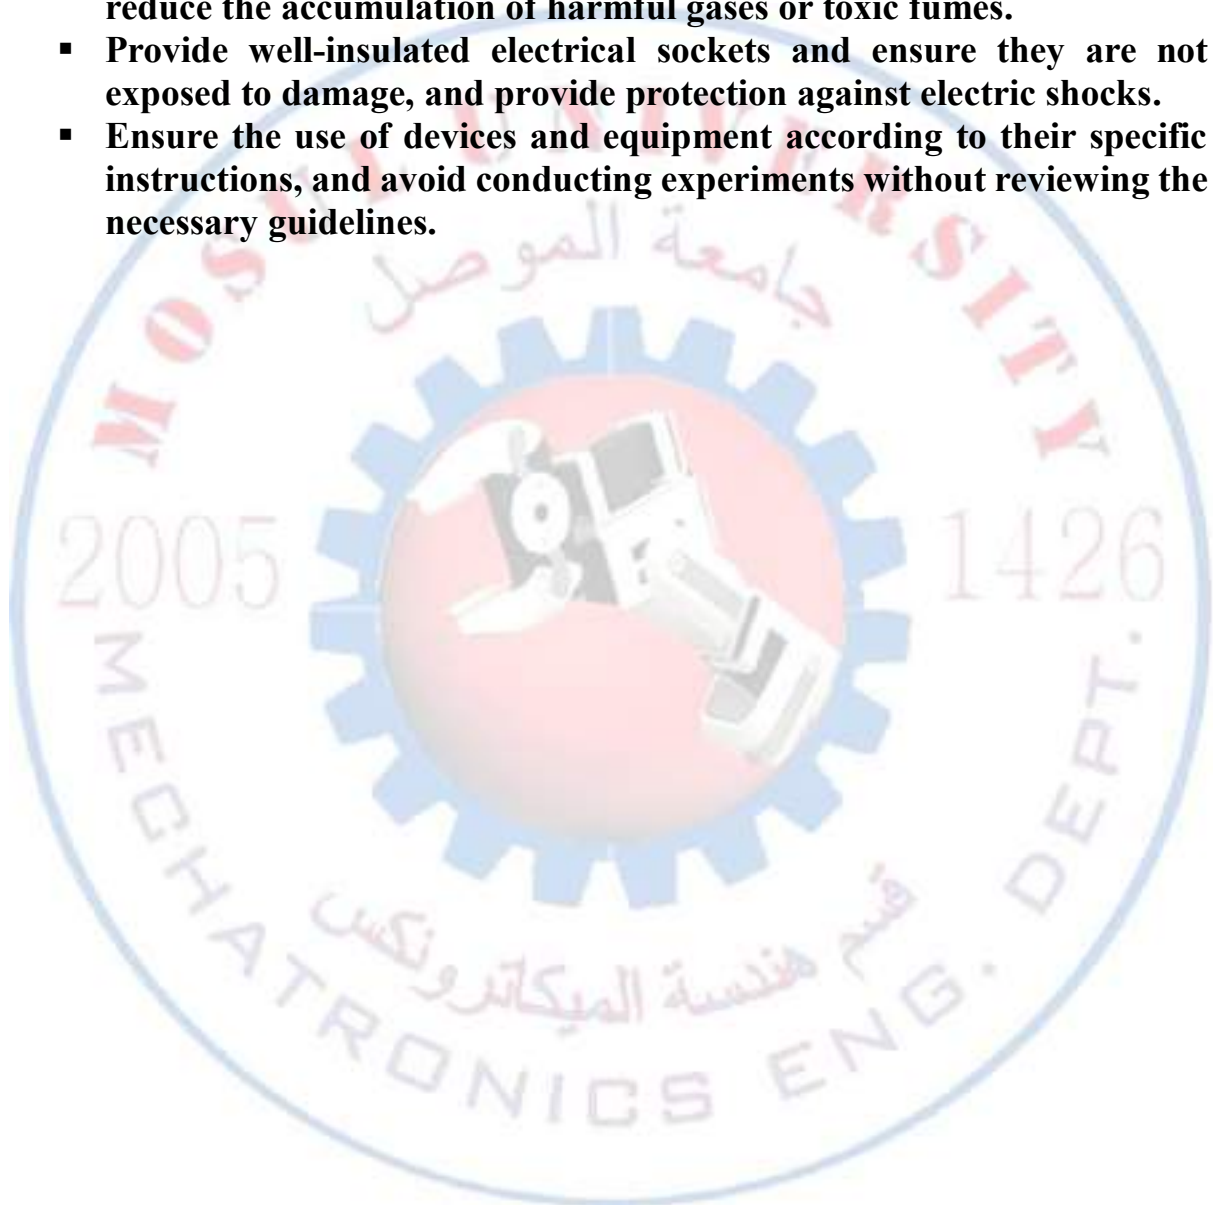 reduce the accumulation of harmful gases or toxic fumes.
▪ Provide well-insulated electrical sockets and ensure they are not
exposed to damage, and provide protection against electric shocks.
▪ Ensure the use of devices and equipment according to their specific
instructions, and avoid conducting experiments without reviewing the
necessary guidelines.
MOSUL UNIVERSITY
جامعة الموصل
2005
1426
قسم هندسة الميكاترونكس
MECHATRONICS ENG. DEPT.